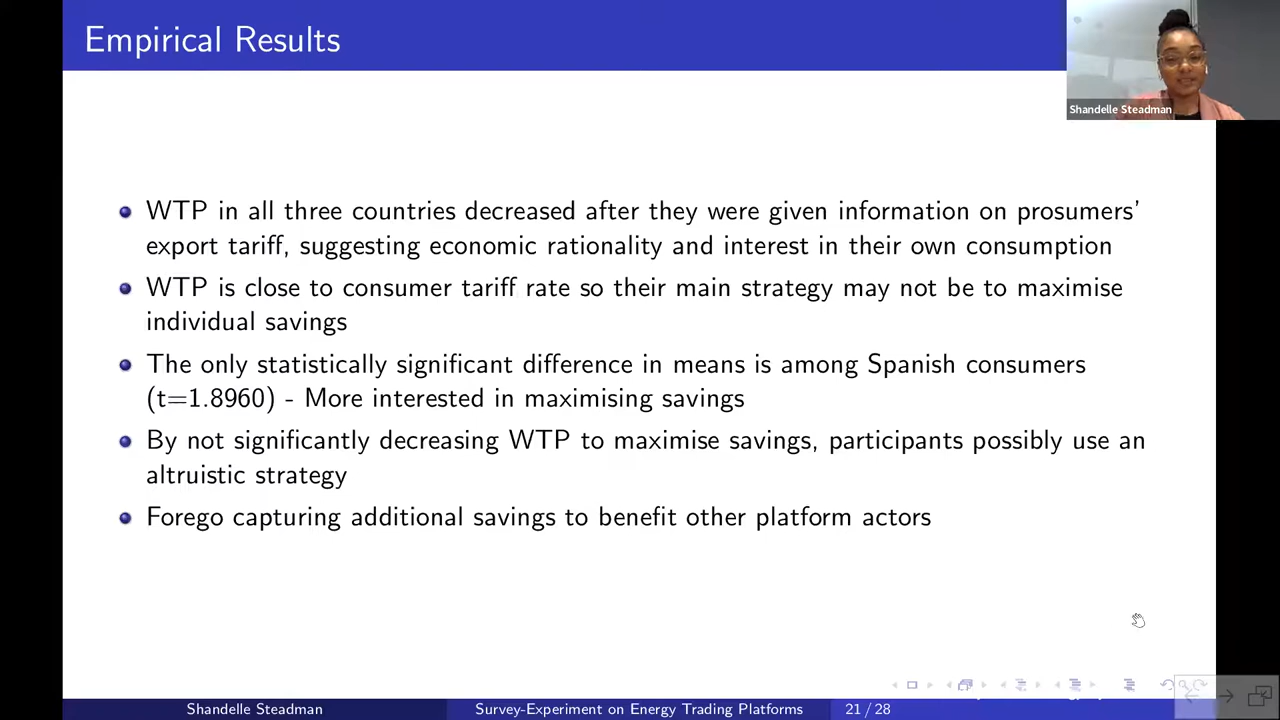 Empirical Results
Shandelle Steadman
WTP in all three countries decreased after they were given information on prosumers'
export tariff, suggesting economic rationality and interest in their own consumption
WTP is close to consumer tariff rate so their main strategy may not be to maximise
individual savings
The only statistically significant difference in means is among Spanish consumers
(t=1.8960) - More interested in maximising savings
By not significantly decreasing WTP to maximise savings, participants possibly use an
altruistic strategy
Forego capturing additional savings to benefit other platform actors
Shandelle Steadman
Survey-Experiment on Energy Trading Platforms
21 / 28